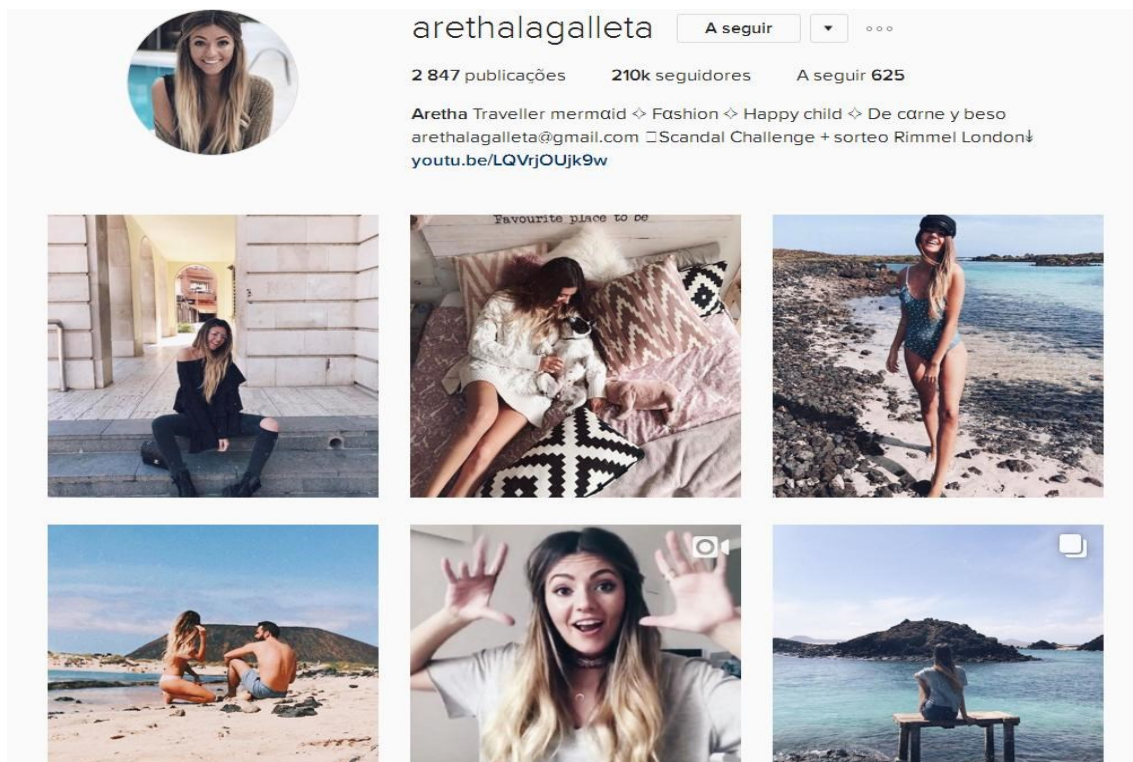 arethalagalleta A seguir
2 847 publicações 210k seguidores A seguir 625
Aretha Traveller mermɑid ✧ Fɑshion ✧ Happy child ✧ De cɑrne y beso
arethalagalleta@gmail.com □Scandal Challenge + sorteo Rimmel London↡
youtu.be/LQVrjOUjk9w
Favourite place to be